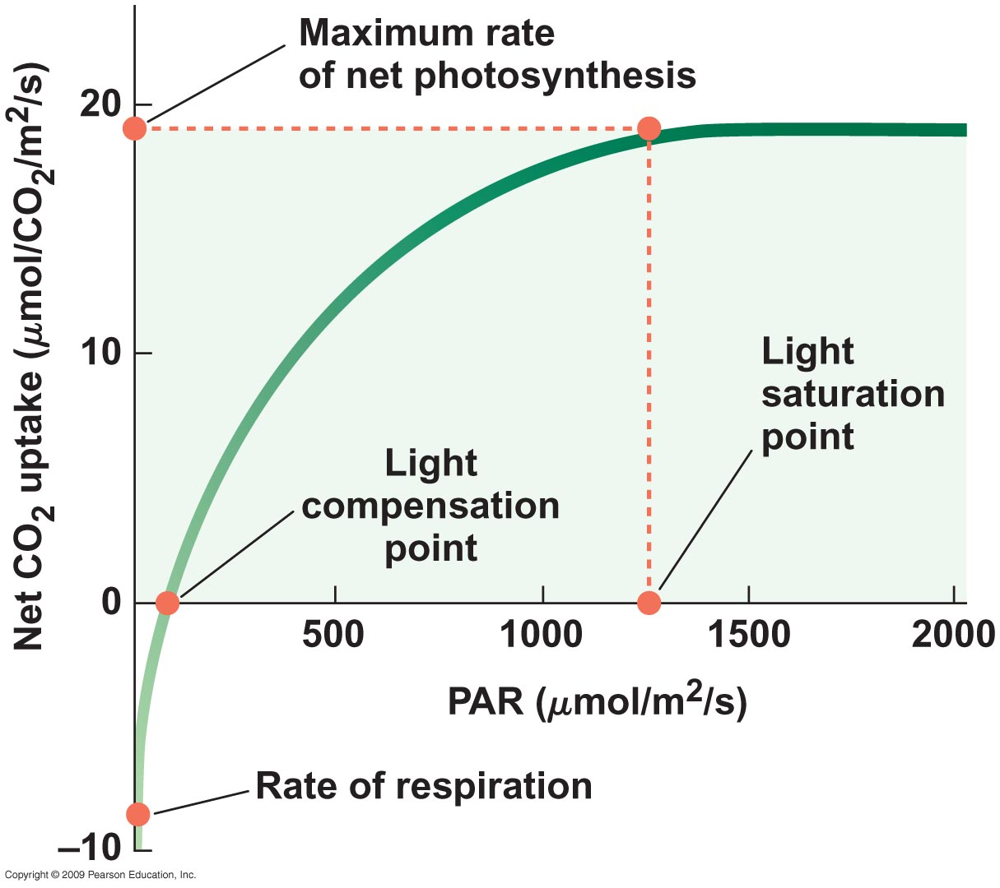 Maximum rate
of net photosynthesis
Net CO₂ uptake (μmol/CO₂/m²/s)
20
10
0
–10
Light
saturation
point
Light
compensation
point
500
1000
1500
2000
PAR (μmol/m²/s)
Rate of respiration
Copyright © 2009 Pearson Education, Inc.